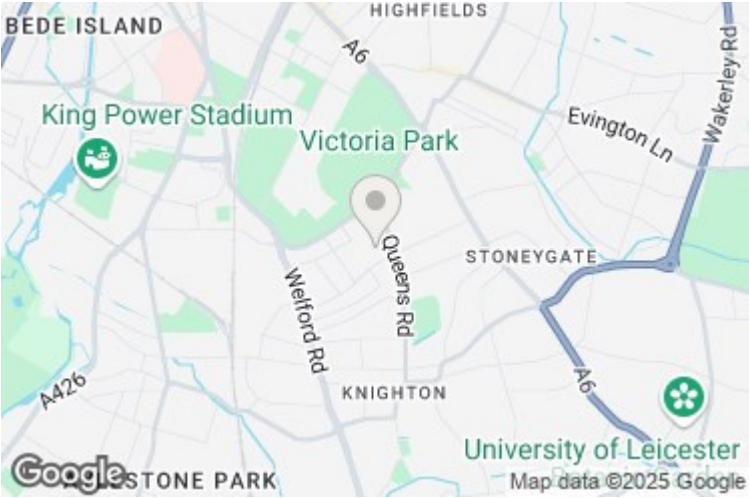 HIGHFIELDS
BEDE ISLAND
A6
Wakerley Rd
King Power Stadium
Evington Ln
Victoria Park
Queens Rd
STONEYGATE
Welford Rd
A426
A6
KNIGHTON
University of Leicester
Google
STONE PARK
Map data ©2025 Google